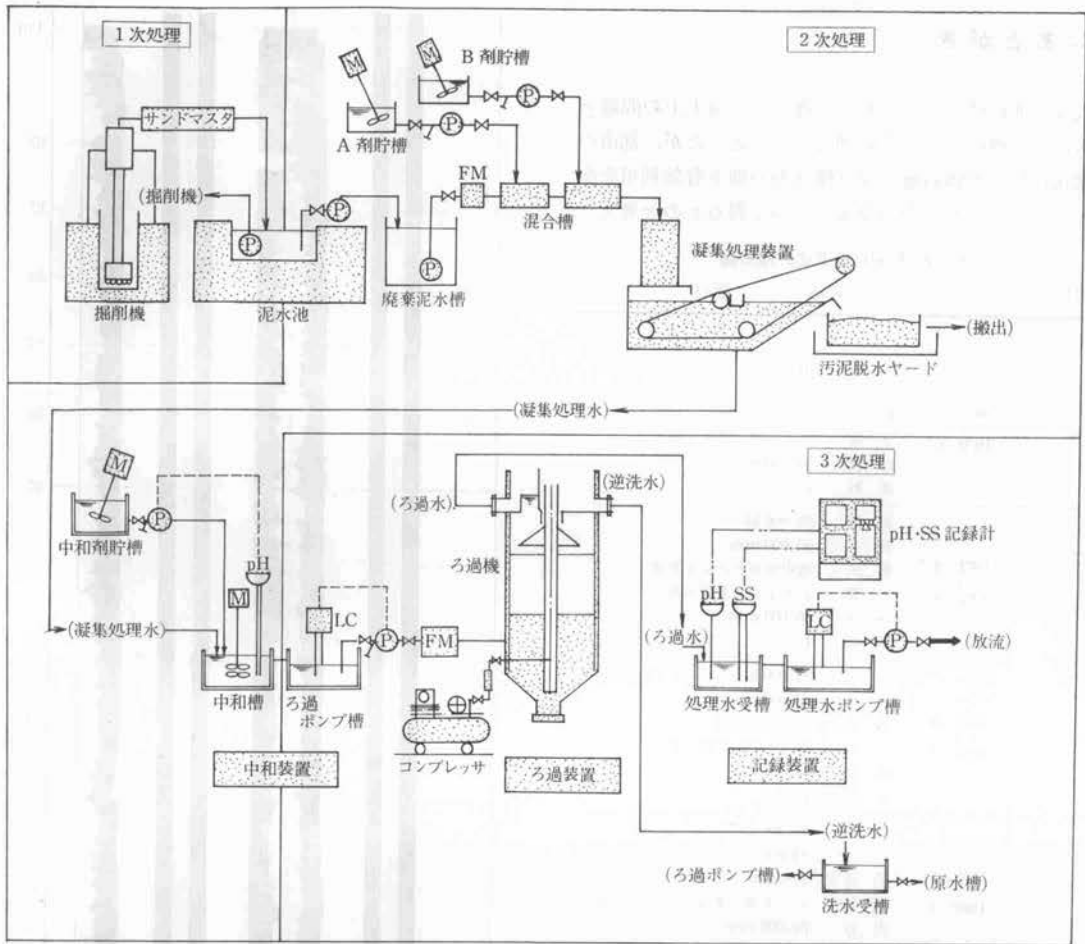 1次処理
2次処理
B 剤貯槽
M
M
P
サンドマスタ
P
A 剤貯槽
FM
(掘削機)
P
混合槽
P
P
凝集処理装置
廃棄泥水槽
掘削機
泥水池
(搬出)
汚泥脱水ヤード
(凝集処理水)
3次処理
M
(逆洗水)
(ろ過水)
P
中和剤貯槽
ろ過機
pH・SS 記録計
pH
M
pH
SS
LC
LC
(凝集処理水)
P
FM
(ろ過水)
P
(放流)
中和槽
ろ過
ポンプ槽
処理水受槽
処理水ポンプ槽
コンプレッサ
中和装置
ろ過装置
記録装置
(逆洗水)
(ろ過ポンプ槽)
(原水槽)
洗水受槽